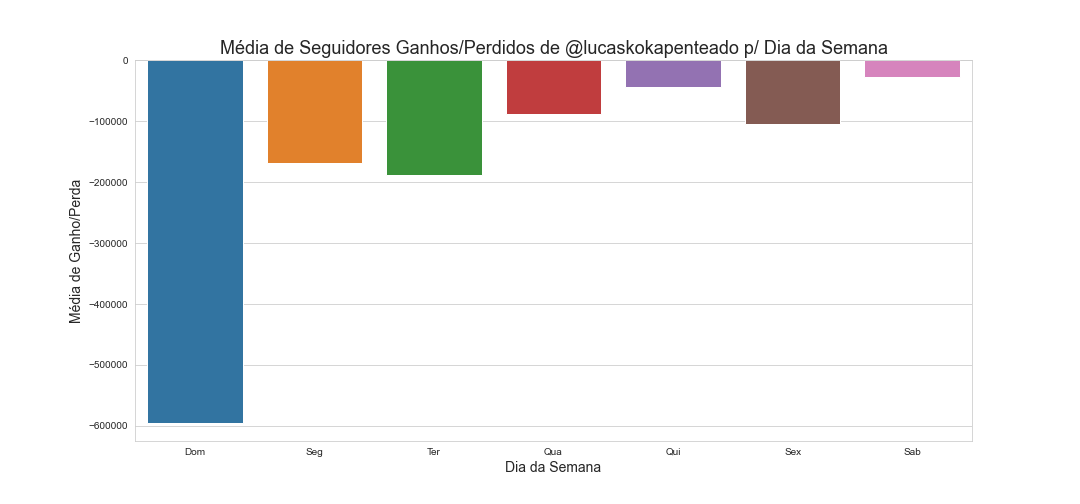 Média de Seguidores Ganhos/Perdidos de @lucaskokapenteado p/ Dia da Semana
Média de Ganho/Perda
0
−100000
−200000
−300000
−400000
−500000
−600000
Dom Seg Ter Qua Qui Sex Sab
Dia da Semana